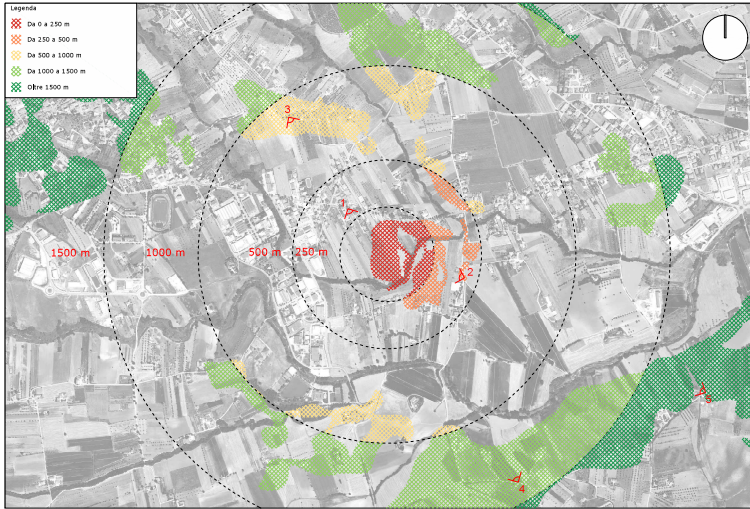 Legenda
Da 0 a 250 m
Da 250 a 500 m
Da 500 a 1000 m
Da 1000 a 1500 m
Oltre 1500 m
3
1
1500 m
1000 m
500 m
250 m
2
5
4